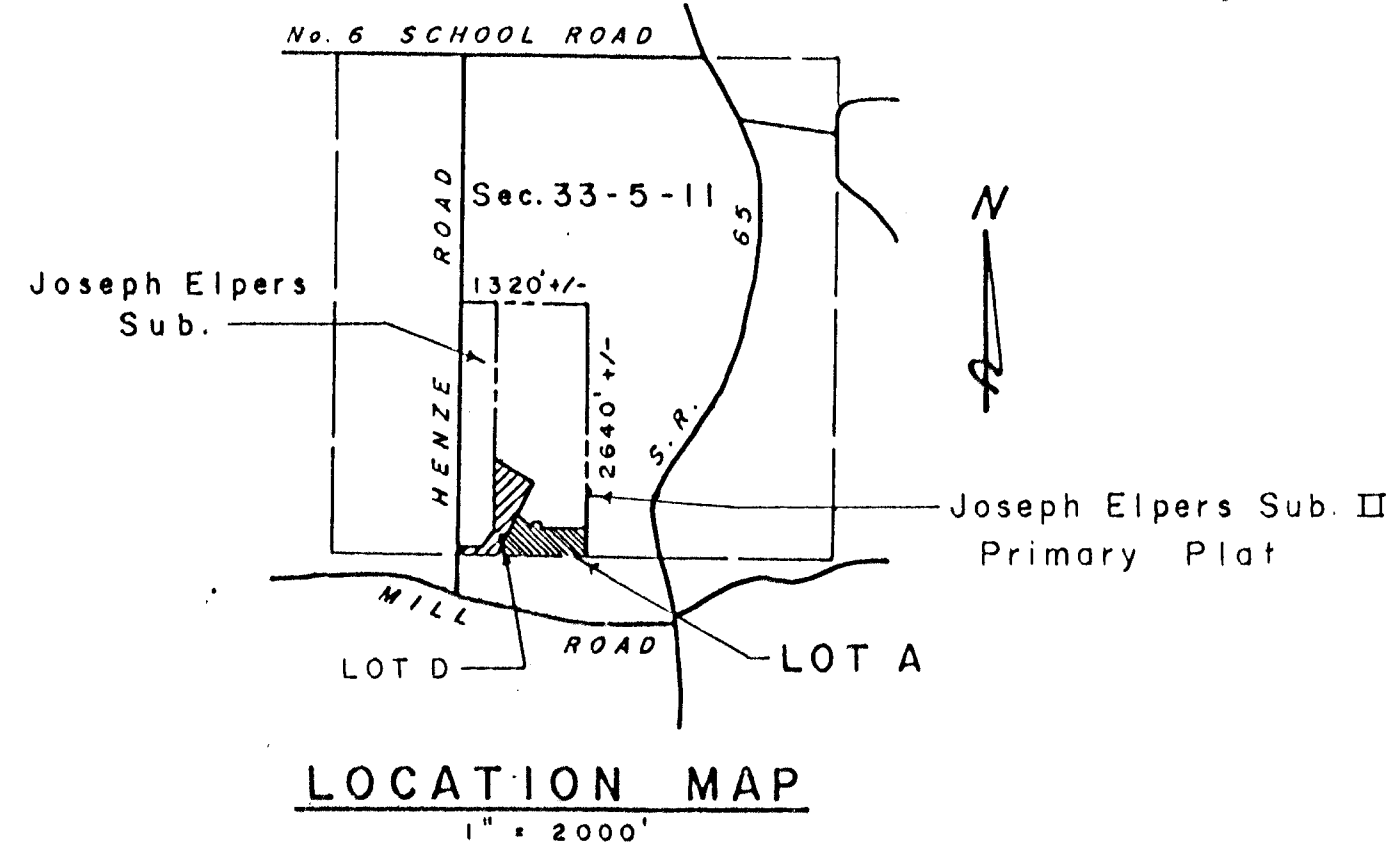 No. 6 SCHOOL ROAD
HENZE ROAD
Sec. 33-5-11
S. R. 65
N
Joseph Elpers
Sub.
1320' +/-
2640' +/-
Joseph Elpers Sub. II
Primary Plat
MILL ROAD
LOT D
LOT A
LOCATION MAP
1" = 2000'